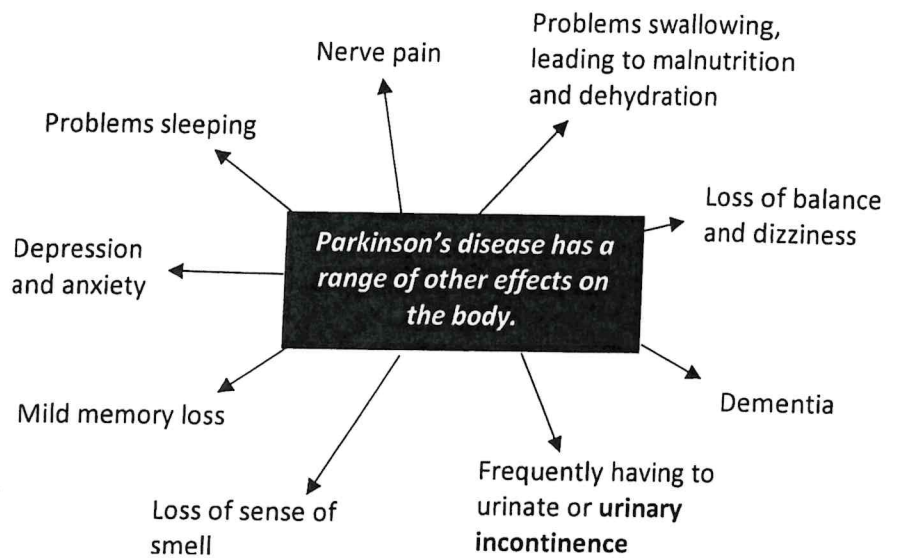 Nerve pain
Problems swallowing,
leading to malnutrition
and dehydration
Problems sleeping
Loss of balance
and dizziness
Parkinson's disease has a
range of other effects on
the body.
Depression
and anxiety
Mild memory loss
Dementia
Loss of sense of
smell
Frequently having to
urinate or urinary
incontinence